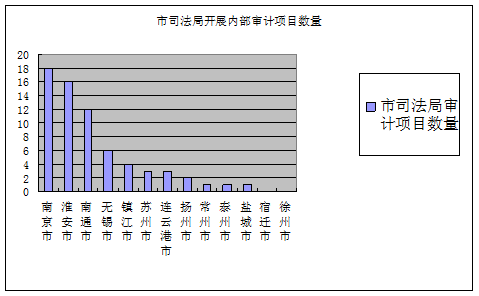 市司法局开展内部审计项目数量
20
18
16
14
12
10
8
6
4
2
0
南京市
淮安市
南通市
无锡市
镇江市
苏州市
连云港市
扬州市
常州市
泰州市
盐城市
宿迁市
徐州市
市司法局审
计项目数量